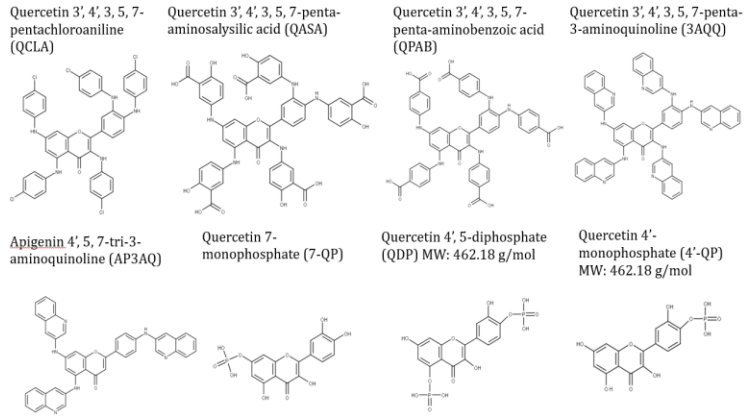 Quercetin 3’, 4’, 3, 5, 7-
pentachloroaniline
(QCLA)
Quercetin 3’, 4’, 3, 5, 7-penta-
aminosalysilic acid (QASA)
Quercetin 3’, 4’, 3, 5, 7-
penta-aminobenzoic acid
(QPAB)
Quercetin 3’, 4’, 3, 5, 7-penta-
3-aminoquinoline (3AQQ)
Apigenin 4’, 5, 7-tri-3-
aminoquinoline (AP3AQ)
Quercetin 7-
monophosphate (7-QP)
Quercetin 4’, 5-diphosphate
(QDP) MW: 462.18 g/mol
Quercetin 4’-
monophosphate (4’-QP)
MW: 462.18 g/mol